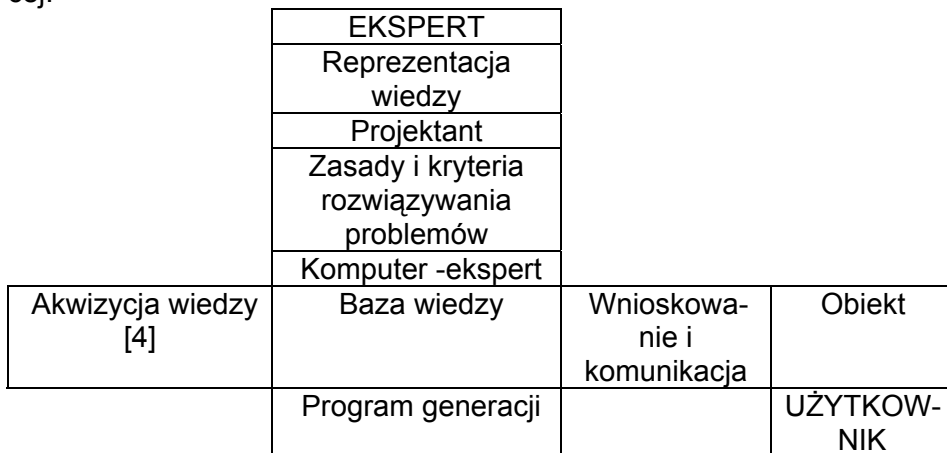 EKSPERT
Reprezentacja
wiedzy
Projektant
Zasady i kryteria
rozwiązywania
problemów
Komputer -ekspert
Akwizycja wiedzy
[4]
Baza wiedzy
Wnioskowa-
nie i
komunikacja
Obiekt
Program generacji
UŻYTKOW-
NIK